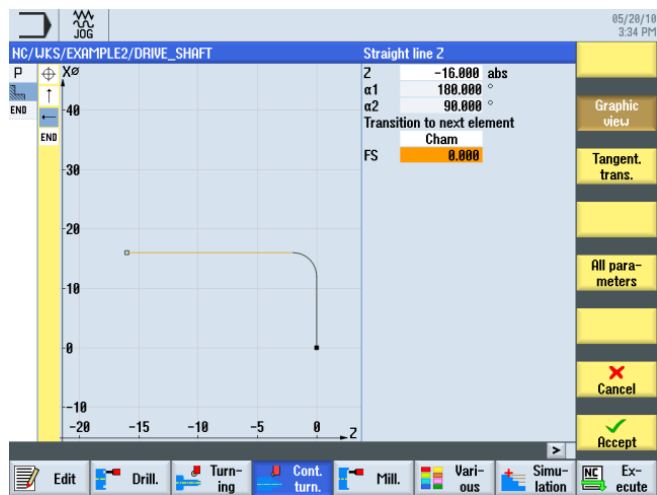 JOG
05/20/10
3:34 PM
NC/WKS/EXAMPLE2/DRIVE_SHAFT
Straight line Z
P
END
END
XØ
40
30
20
10
0
-10
-20
-15
-10
-5
0
Z
Z -16.000 abs
α1 180.000 °
α2 90.000 °
Transition to next element
Cham
FS 0.000
Graphic
view
Tangent.
trans.
All para-
meters
Cancel
Accept
>
Edit
Drill.
Turn-
ing
Cont.
turn.
Mill.
Vari-
ous
Simu-
lation
NC
Ex-
ecute